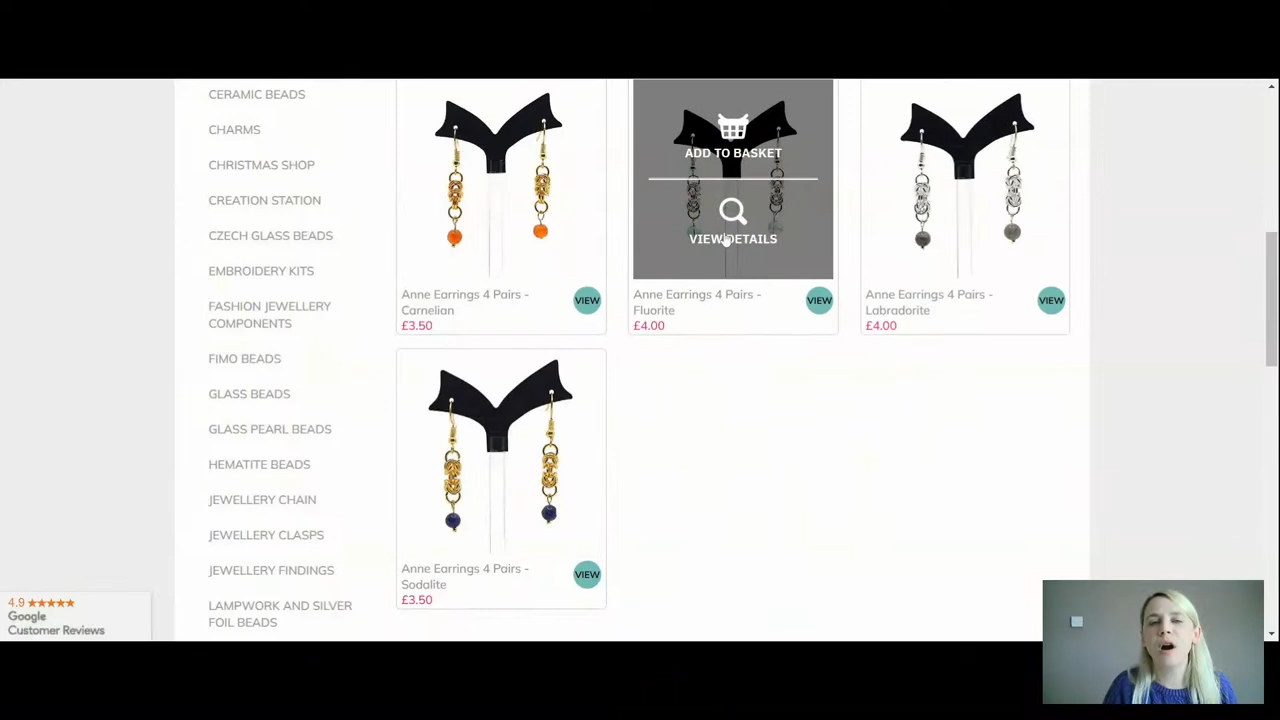 CERAMIC BEADS
CHARMS
CHRISTMAS SHOP
CREATION STATION
CZECH GLASS BEADS
EMBROIDERY KITS
FASHION JEWELLERY
COMPONENTS
FIMO BEADS
GLASS BEADS
GLASS PEARL BEADS
HEMATITE BEADS
JEWELLERY CHAIN
JEWELLERY CLASPS
JEWELLERY FINDINGS
LAMPWORK AND SILVER
FOIL BEADS
Anne Earrings 4 Pairs -
Carnelian
£3.50
VIEW
ADD TO BASKET
VIEW DETAILS
Anne Earrings 4 Pairs -
Fluorite
£4.00
VIEW
Anne Earrings 4 Pairs -
Labradorite
£4.00
VIEW
Anne Earrings 4 Pairs -
Sodalite
£3.50
VIEW
4.9 ★★★★★
Google
Customer Reviews